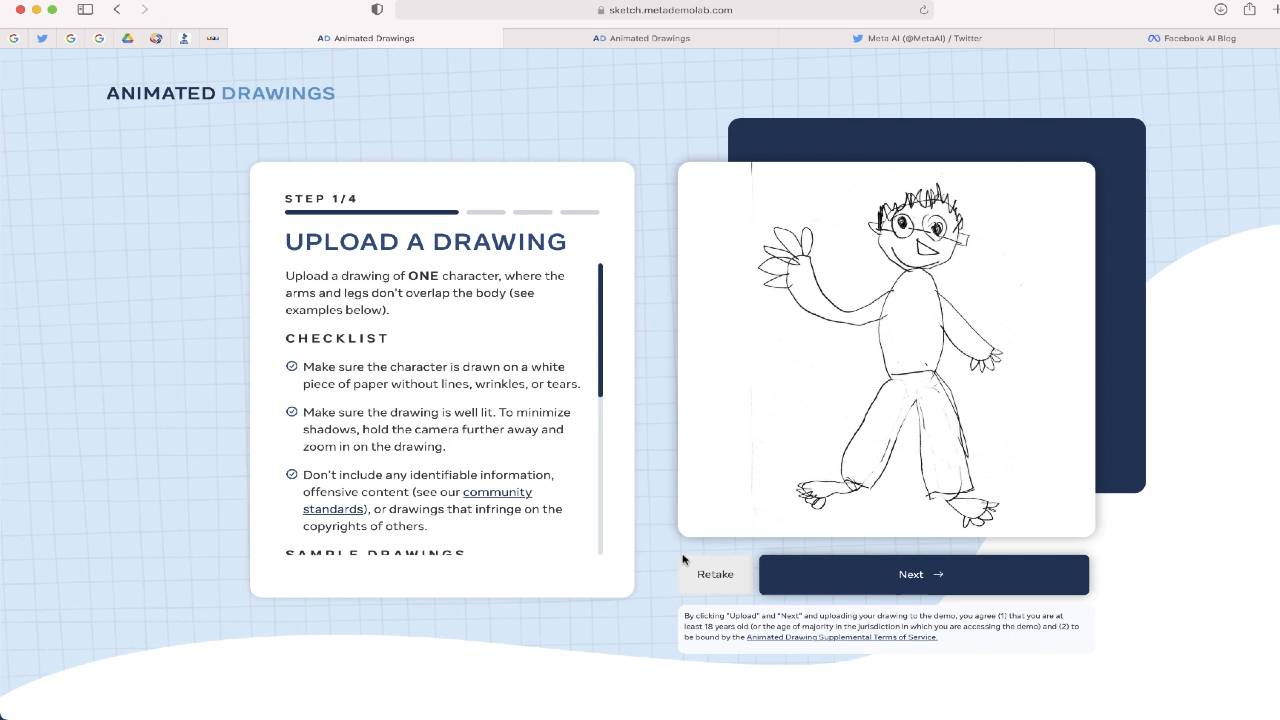 sketch.metademolab.com
AD Animated Drawings
AD Animated Drawings
Meta AI (@MetaAI) / Twitter
Facebook AI Blog
ANIMATED DRAWINGS
STEP 1/4
UPLOAD A DRAWING
Upload a drawing of ONE character, where the
arms and legs don't overlap the body (see
examples below).
CHECKLIST
Make sure the character is drawn on a white
piece of paper without lines, wrinkles, or tears.
Make sure the drawing is well lit. To minimize
shadows, hold the camera further away and
zoom in on the drawing.
Don't include any identifiable information,
offensive content (see our community
standards), or drawings that infringe on the
copyrights of others.
SAMPLE DRAWINGS
Retake
Next →
By clicking "Upload" and "Next" and uploading your drawing to the demo, you agree (1) that you are at
least 18 years old (or the age of majority in the jurisdiction in which you are accessing the demo) and (2) to
be bound by the Animated Drawing Supplemental Terms of Service.